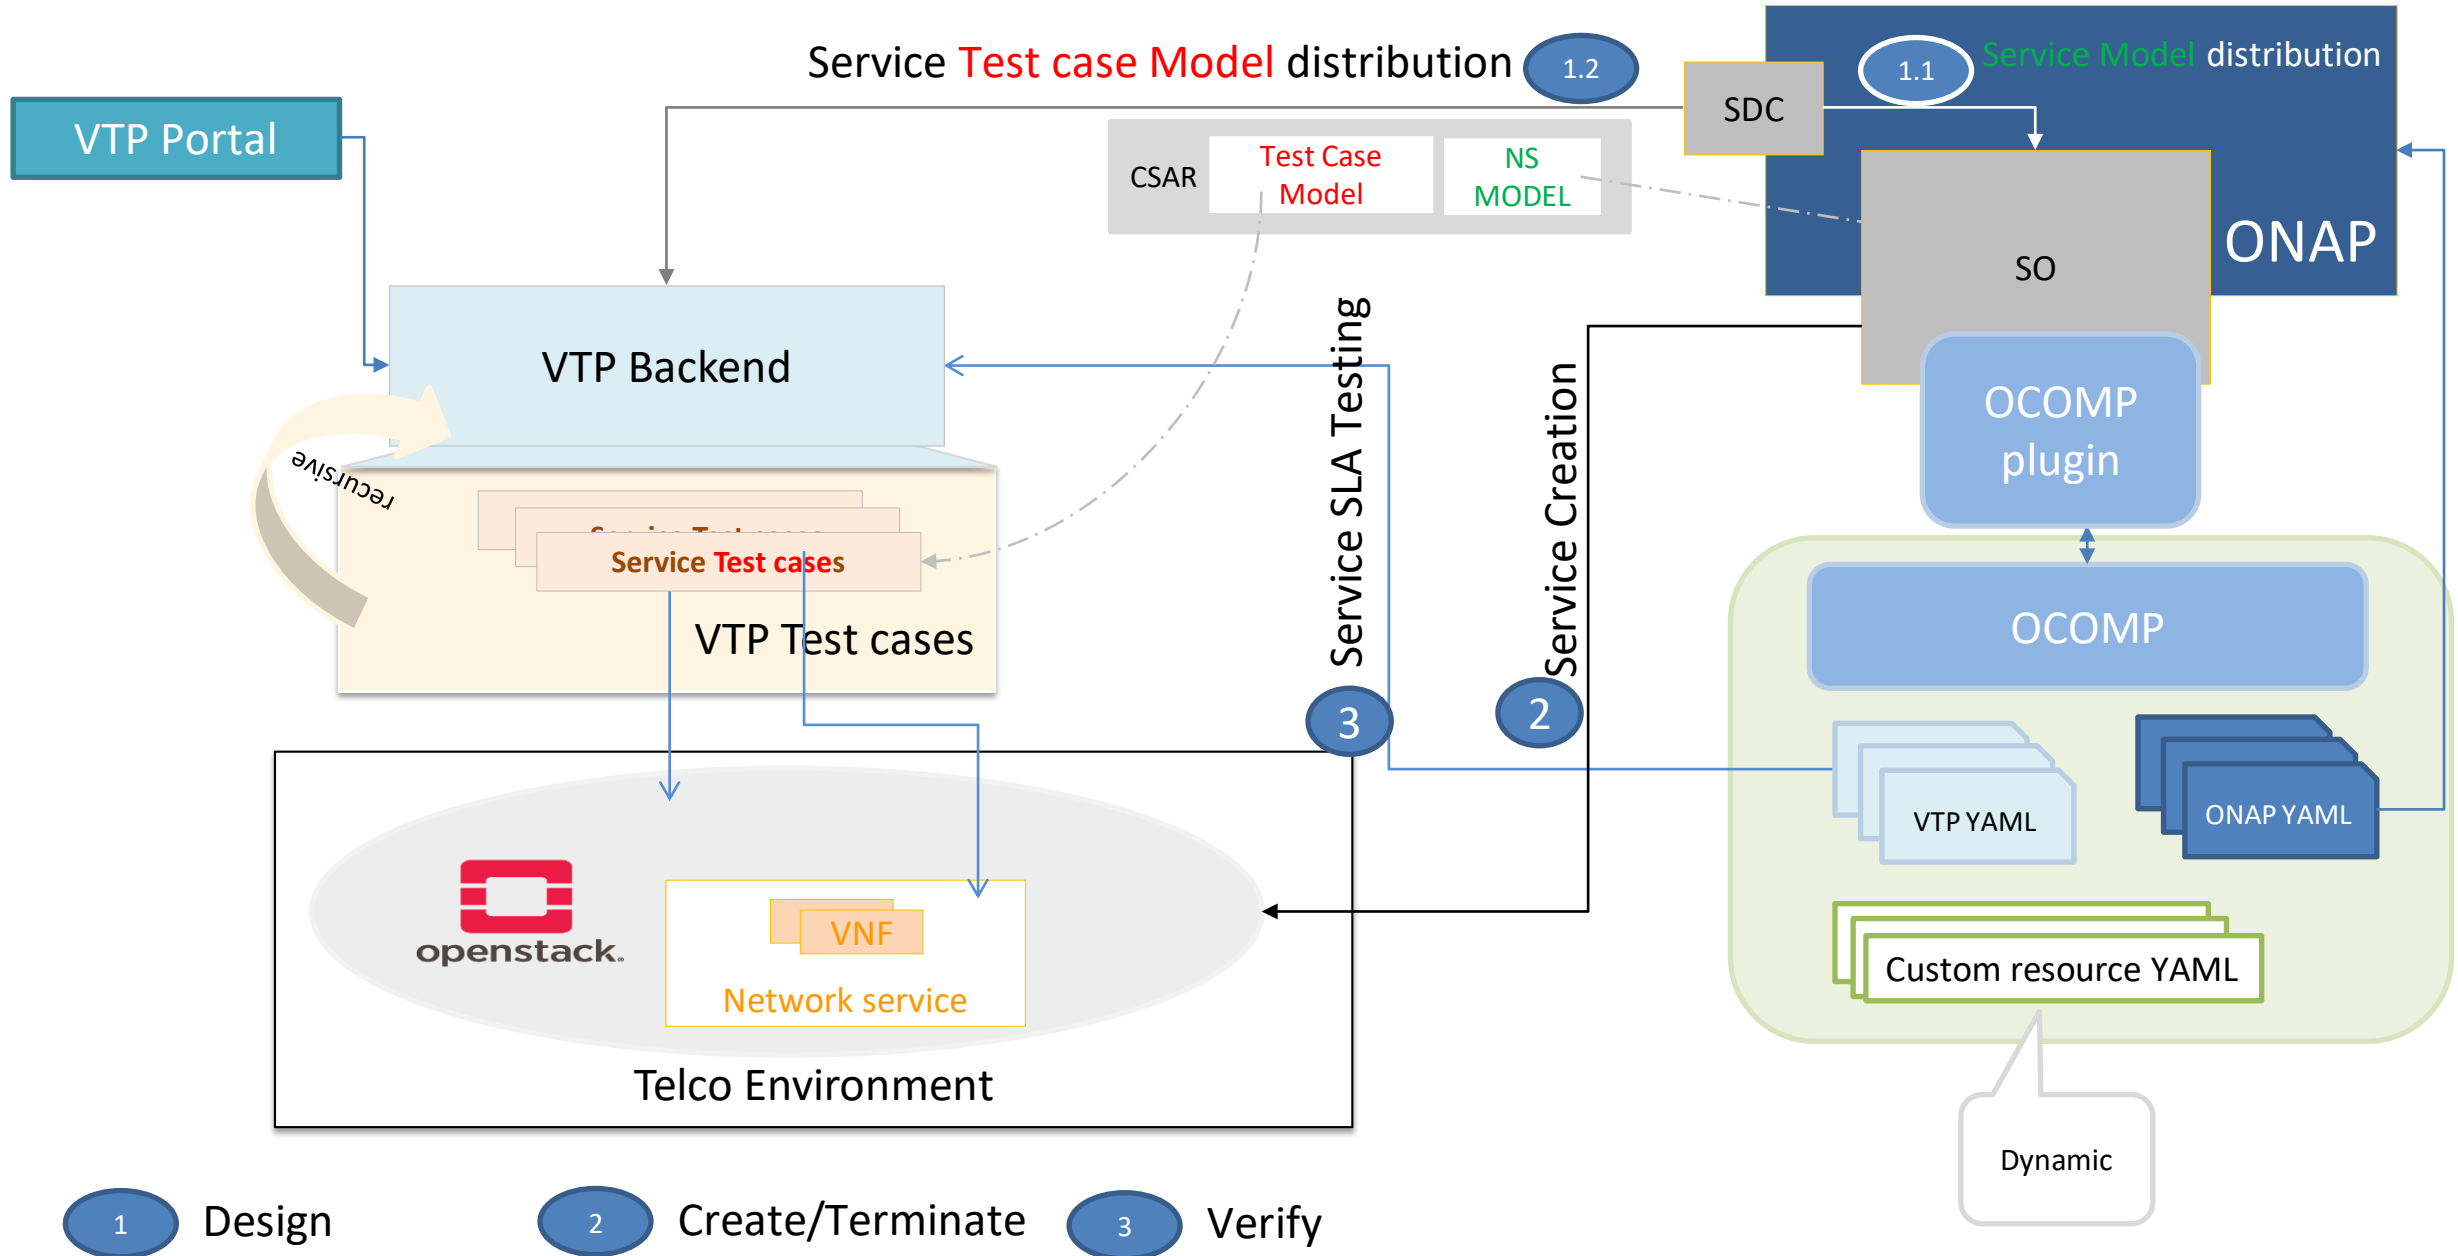 Service Test case Model distribution
1.2
1.1
Service Model distribution
VTP Portal
SDC
CSAR
Test Case
Model
NS
MODEL
ONAP
SO
VTP Backend
OCOMP
plugin
recursive
Service SLA Testing
Service Creation
Service Test cases
Service Test cases
VTP Test cases
OCOMP
3
2
VTP YAML
ONAP YAML
openstack.
VNF
Network service
Custom resource YAML
Telco Environment
Dynamic
1
Design
2
Create/Terminate
3
Verify